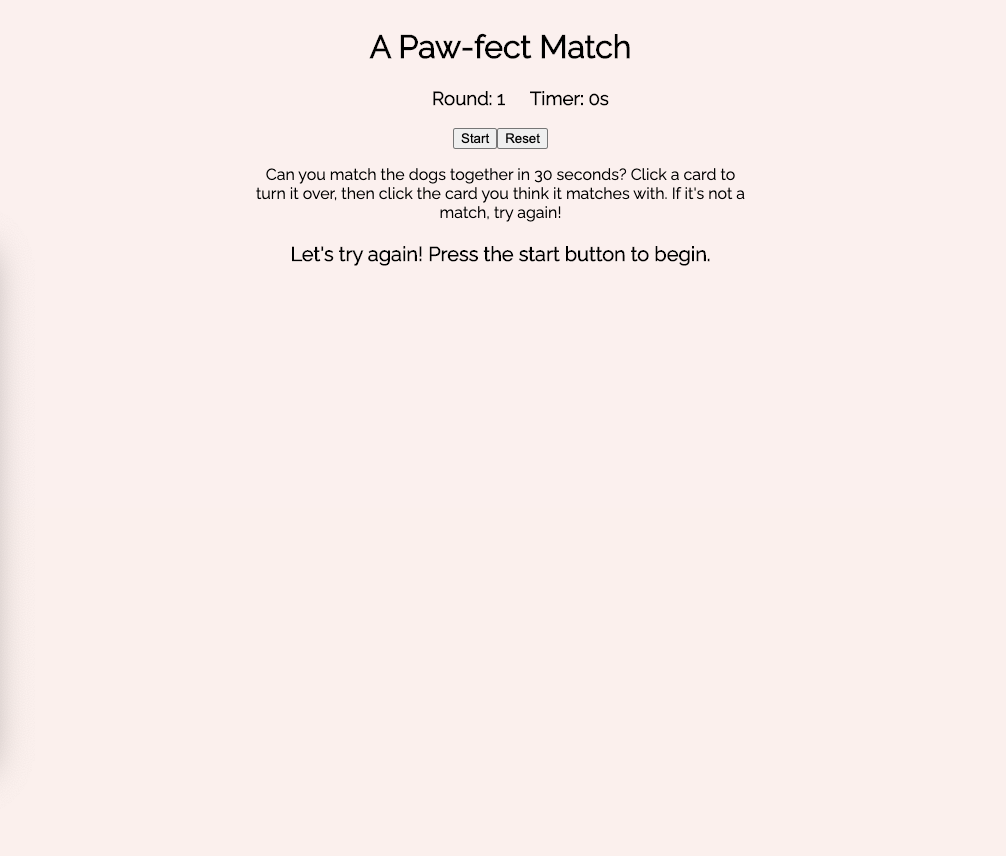 A Paw-fect Match
Round: 1 Timer: 0s
Start Reset
Can you match the dogs together in 30 seconds? Click a card to
turn it over, then click the card you think it matches with. If it's not a
match, try again!
Let's try again! Press the start button to begin.